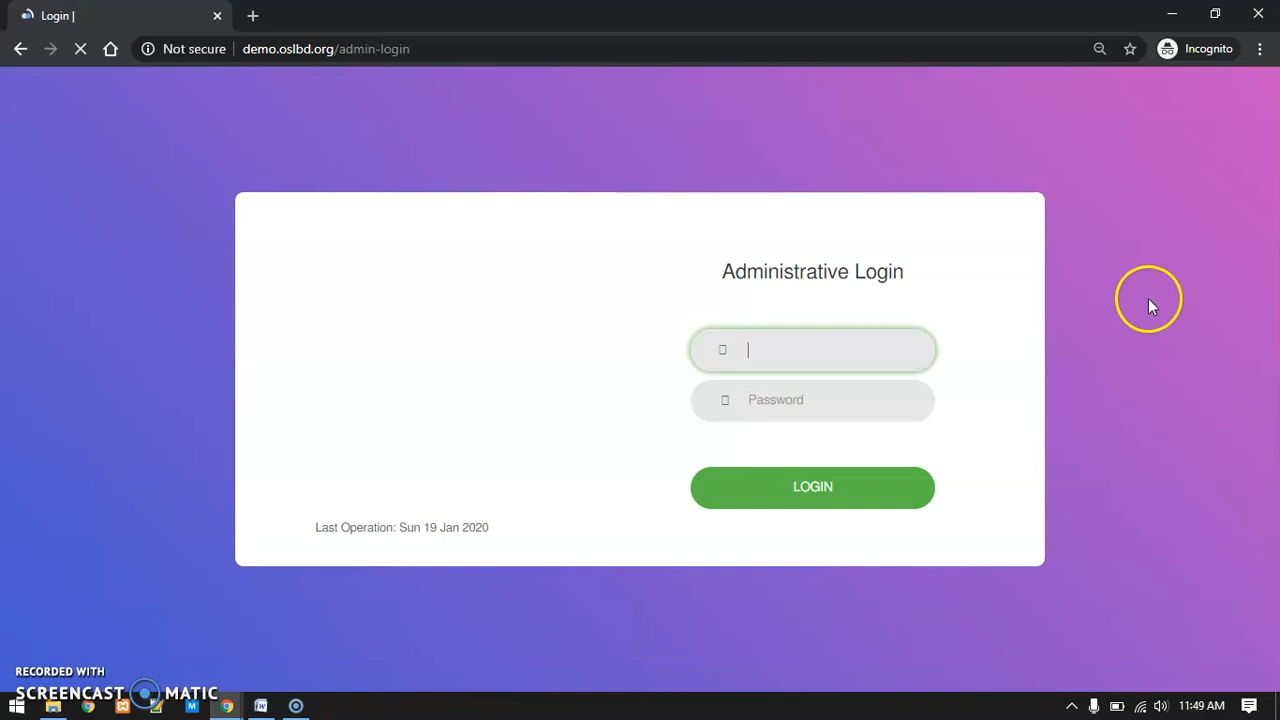 Login |
Not secure
demo.oslbd.org/admin-login
Incognito
Administrative Login
Password
LOGIN
Last Operation: Sun 19 Jan 2020
RECORDED WITH
SCREENCAST MATIC
W
M
11:49 AM